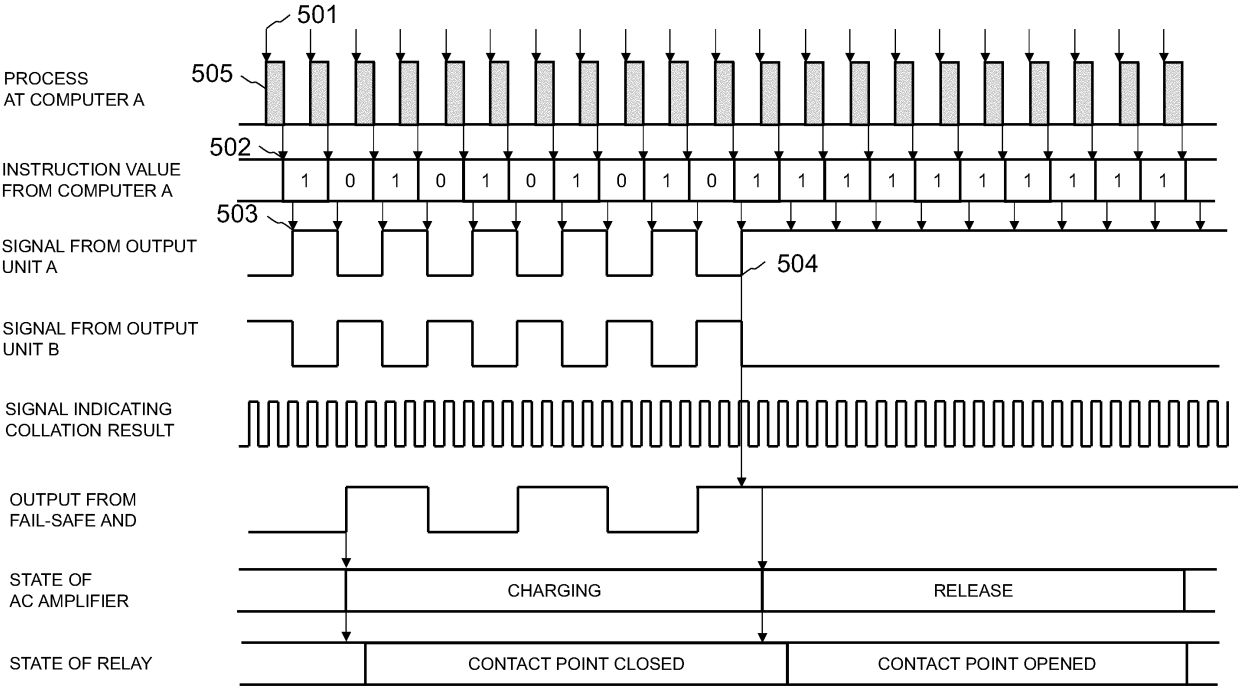 501
505
PROCESS
AT COMPUTER A
502
INSTRUCTION VALUE
FROM COMPUTER A
1 0 1 0 1 0 1 0 1 0 1 1 1 1 1 1 1 1 1 1
503
SIGNAL FROM OUTPUT
UNIT A
504
SIGNAL FROM OUTPUT
UNIT B
SIGNAL INDICATING
COLLATION RESULT
OUTPUT FROM
FAIL-SAFE AND
STATE OF
AC AMPLIFIER
CHARGING RELEASE
STATE OF RELAY
CONTACT POINT CLOSED CONTACT POINT OPENED